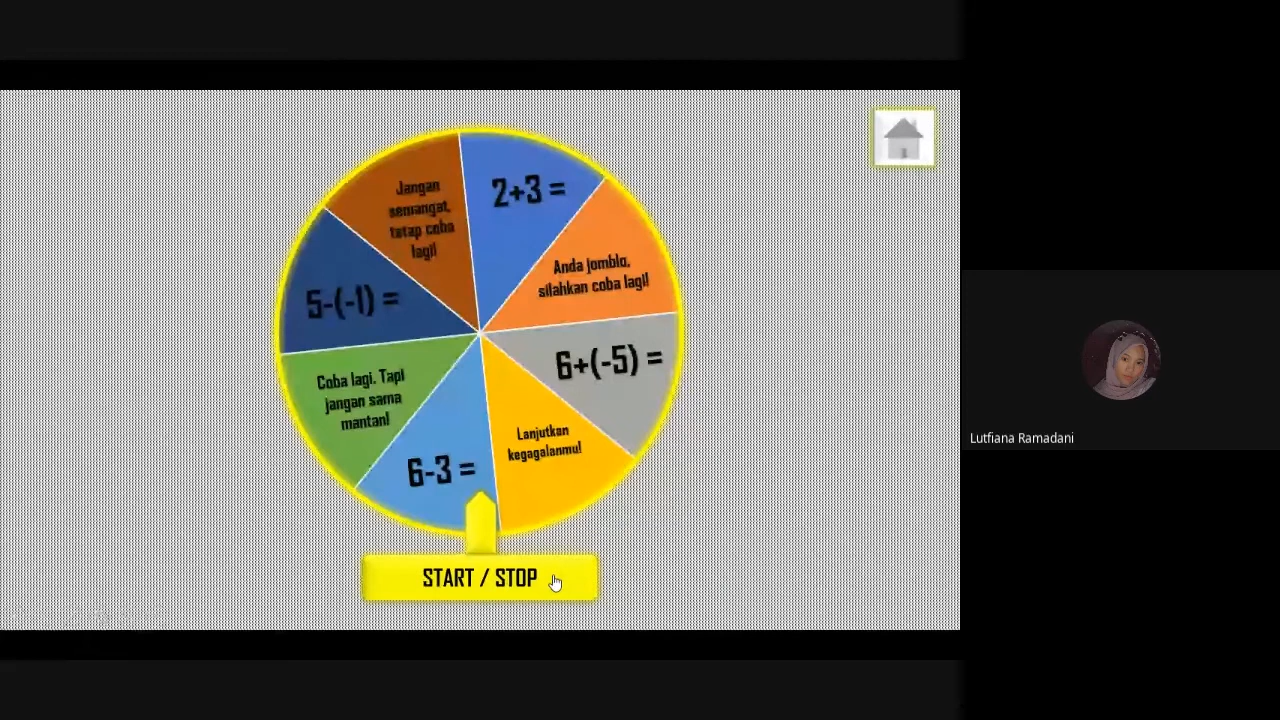 Jangan
semangat,
tetap coba
lagi!
2+3 =
Anda jomblo,
silahkan coba lagi!
5-(-1) =
6+(-5) =
Coba lagi. Tapi
jangan sama
mantan!
Lanjutkan
kegagalanmu!
6-3 =
START / STOP
Lutfiana Ramadani